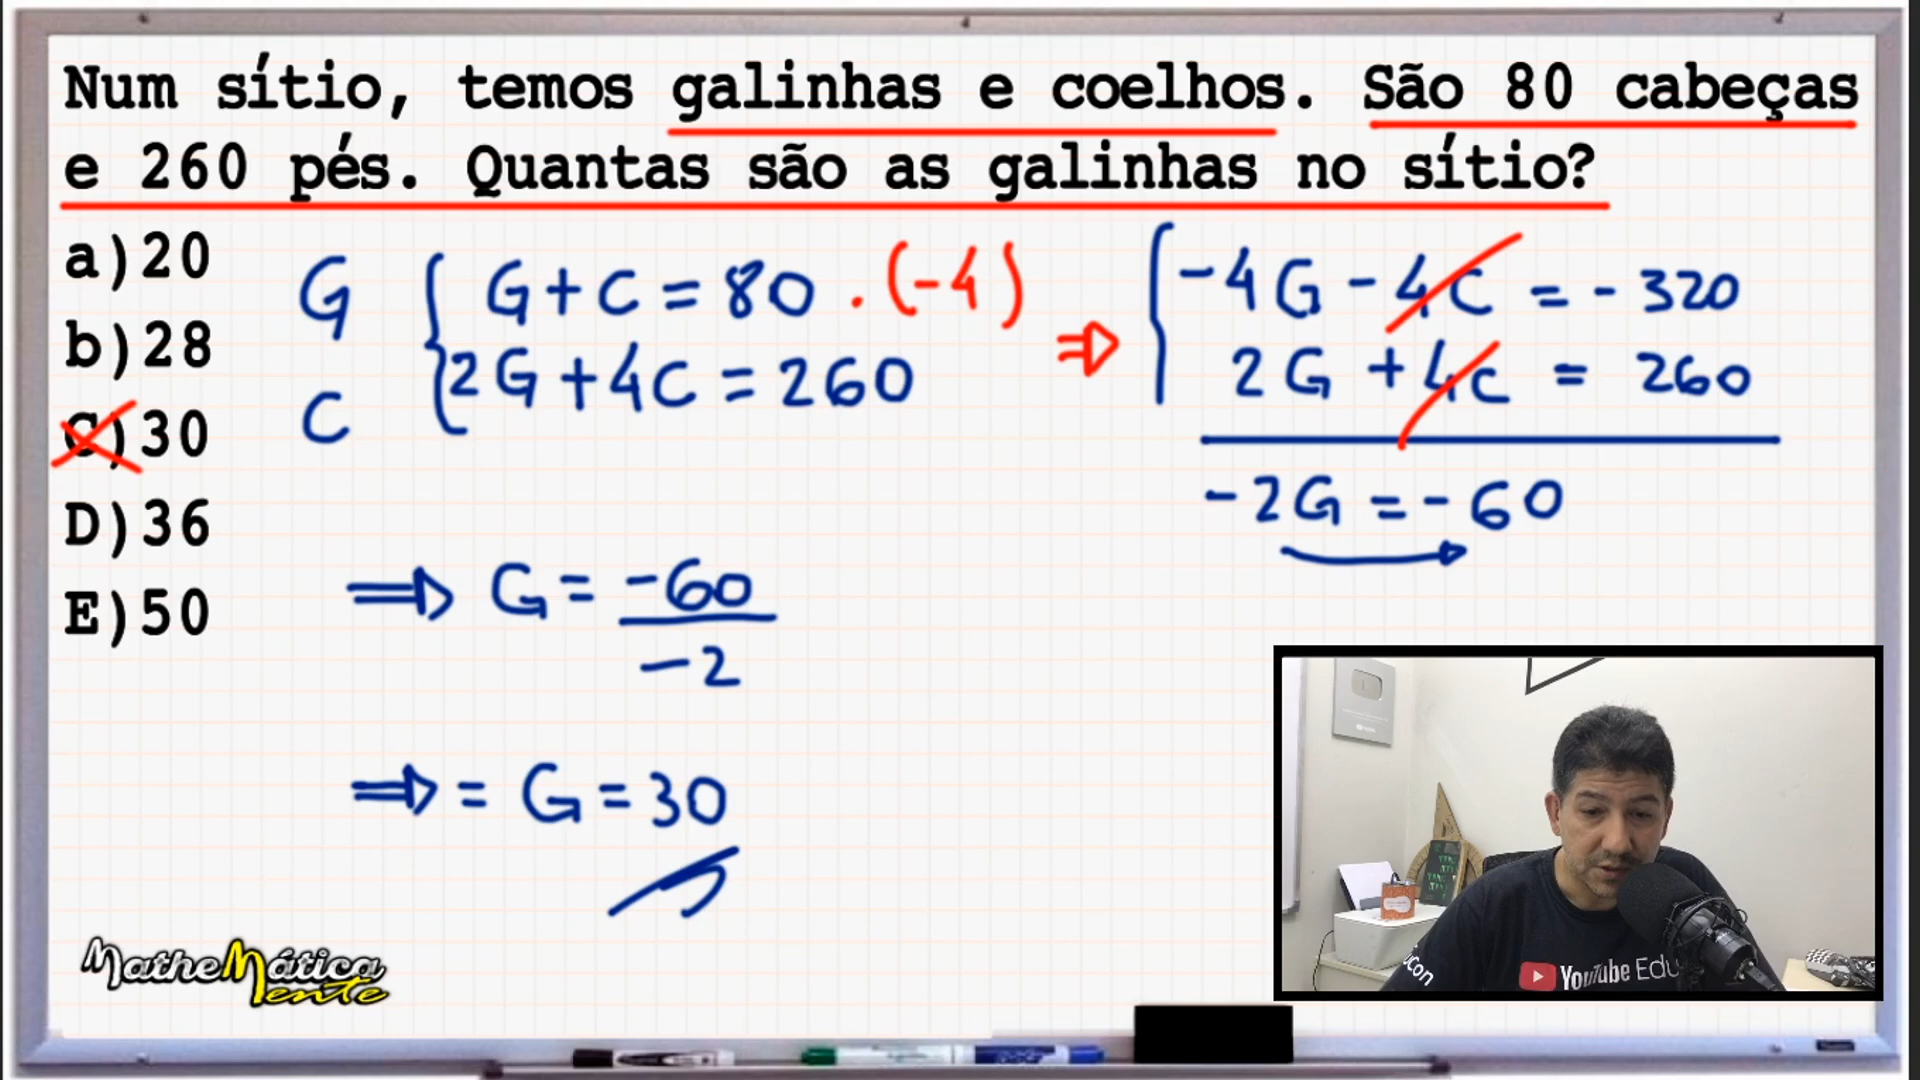 Num sítio, temos galinhas e coelhos. São 80 cabeças
e 260 pés. Quantas são as galinhas no sítio?
a)20
b)28
C)30
D)36
E)50
G
C
G+C=80 .(-4)
2G+4C=260
⇒
-4G-4C=-320
2G+4C=260
-2G=-60
⇒ G=-60
-2
⇒= G=30
MatheMática
Mente
uCon
YouTube Edu